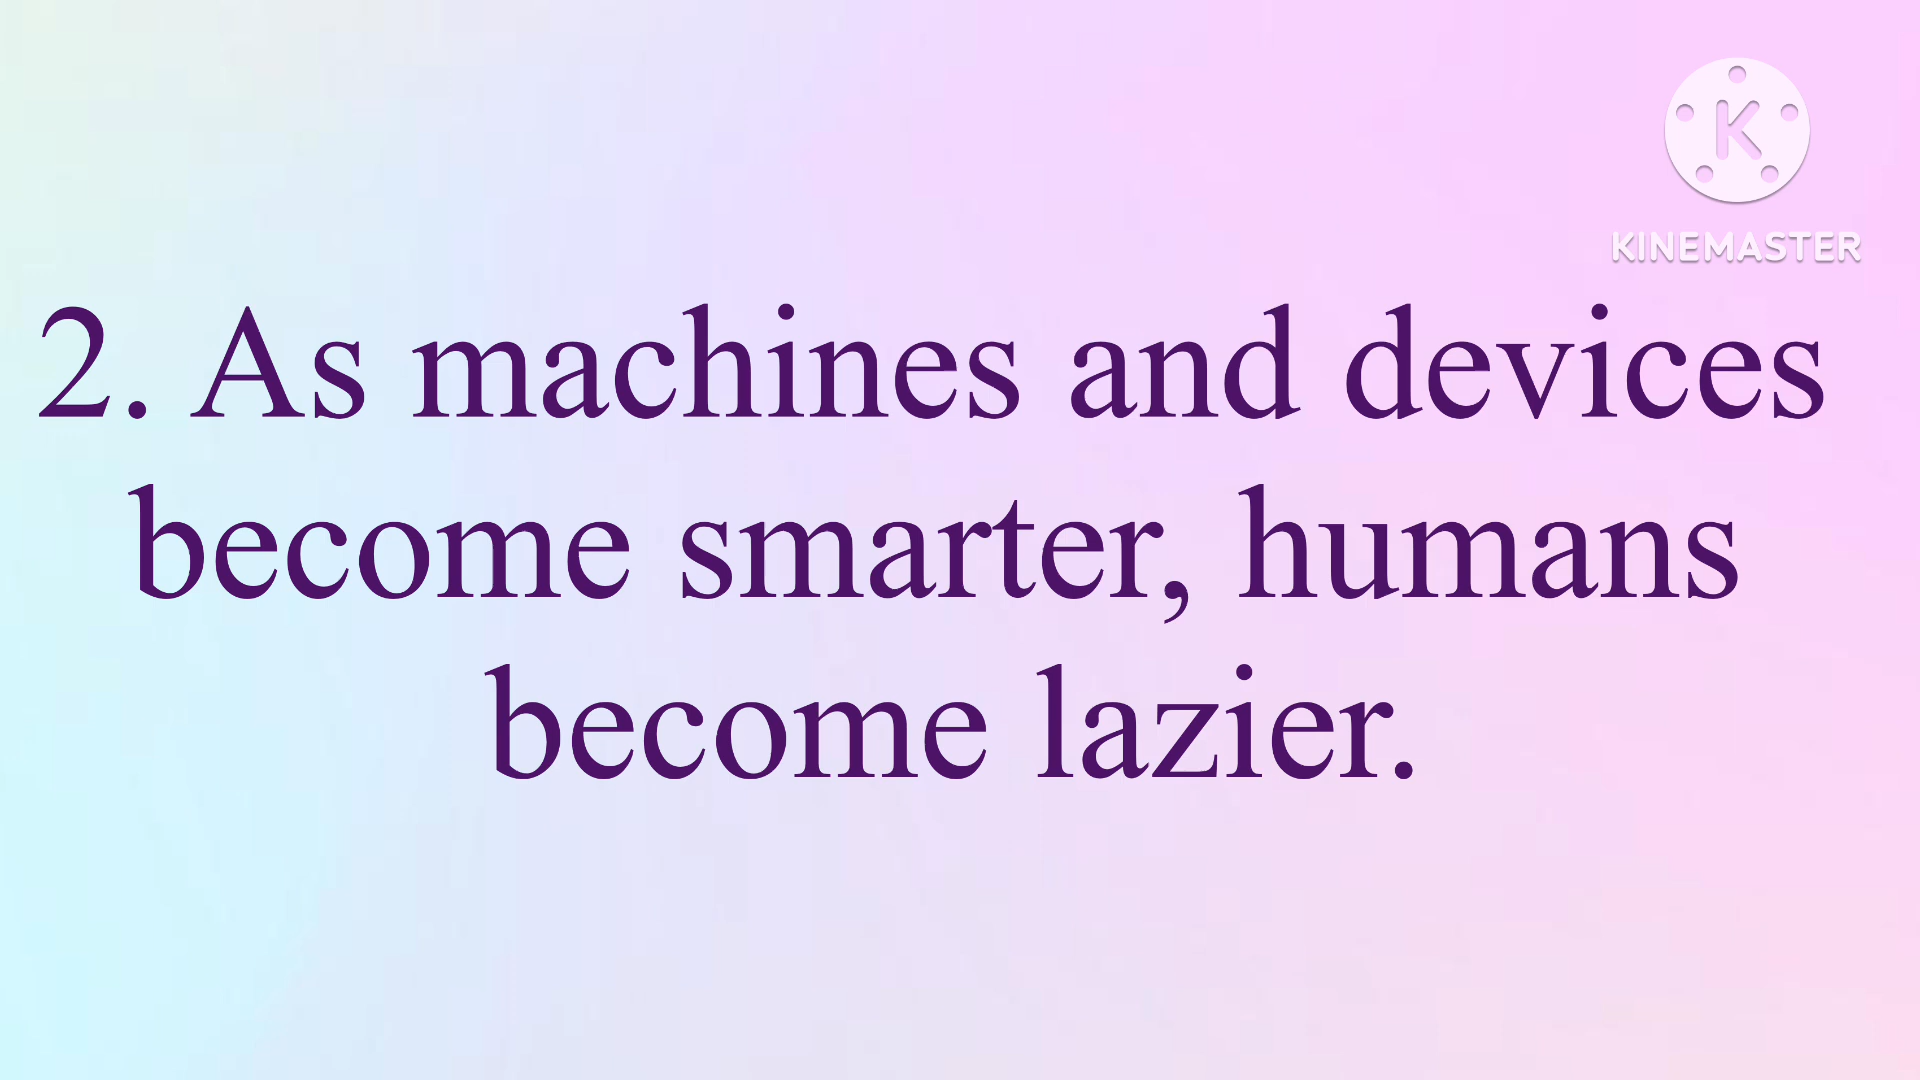 K
KINEMASTER
2. As machines and devices
become smarter, humans
become lazier.